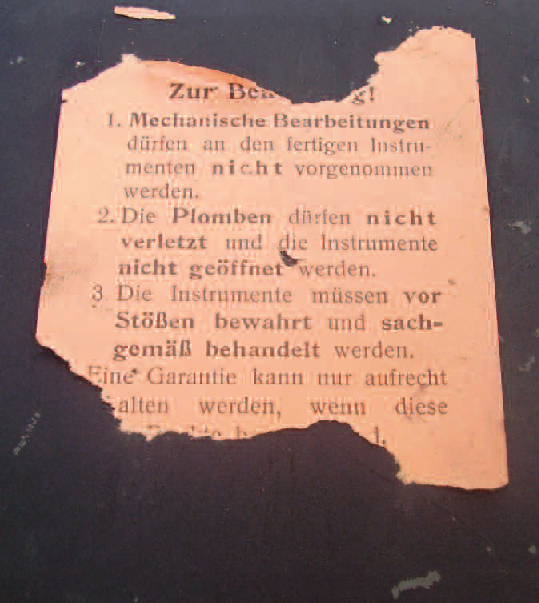 Zur
1. Mechanische Bearbeitungen
dürfen an den fertigen Instru-
menten nicht vorgenommen
werden.
2. Die Plomben dürfen nicht
verletzt und die Instrumente
nicht geöffnet werden.
3 Die Instrumente müssen vor
Stößen bewahrt und sach-
gemäß behandelt werden.
Eine Garantie kann nur aufrecht
alten werden, wenn diese